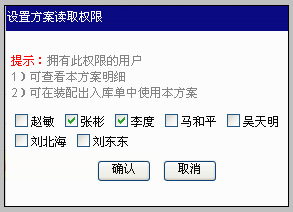 设置方案读取权限
提示：拥有此权限的用户
1）可查看本方案明细
2）可在装配出入库单中使用本方案
赵敏 张彬 李度 马和平 吴天明
刘北海 刘东东
确认 取消